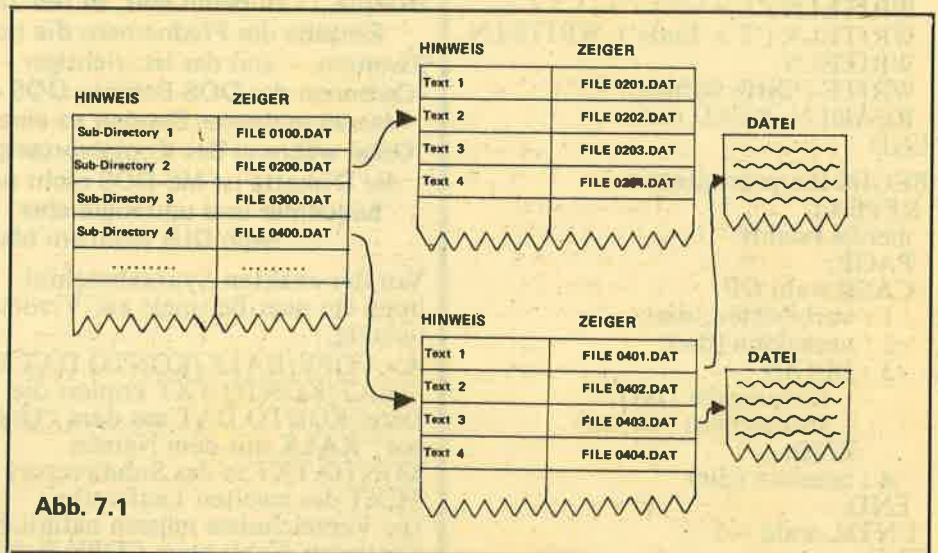 HINWEIS ZEIGER
Sub-Directory 1 FILE 0100.DAT
Sub-Directory 2 FILE 0200.DAT
Sub-Directory 3 FILE 0300.DAT
Sub-Directory 4 FILE 0400.DAT
........ ........
HINWEIS ZEIGER
Text 1 FILE 0201.DAT
Text 2 FILE 0202.DAT
Text 3 FILE 0203.DAT
Text 4 FILE 0204.DAT
DATEI
HINWEIS ZEIGER
Text 1 FILE 0401.DAT
Text 2 FILE 0402.DAT
Text 3 FILE 0403.DAT
Text 4 FILE 0404.DAT
DATEI
Abb. 7.1